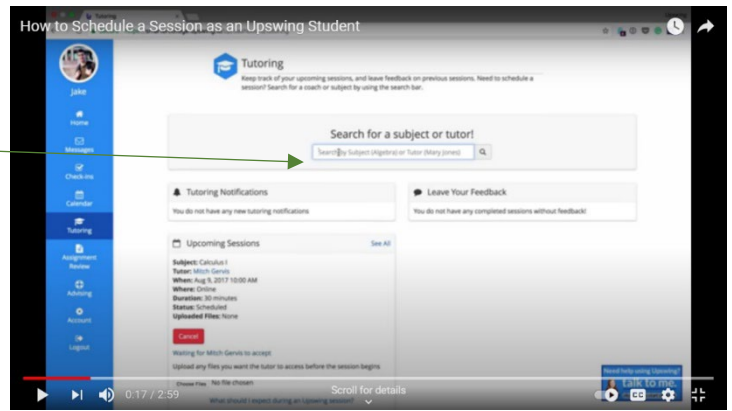 Tutoring
How to Schedule a Session as an Upswing Student
Tutoring
Keep track of your upcoming sessions, and leave feedback on previous sessions. Need to schedule a
session? Search for a coach or subject by using the search bar.
Jake
Home
Messages
Check-ins
Calendar
Tutoring
Assignment
Review
Advising
Account
Logout
Search for a subject or tutor!
Search by Subject (Algebra) or Tutor (Mary Jones)
Tutoring Notifications
You do not have any new tutoring notifications
Leave Your Feedback
You do not have any completed sessions without feedback!
Upcoming Sessions
See All
Subject: Calculus I
Tutor: Mitch Gervis
When: Aug 9, 2017 10:00 AM
Where: Online
Duration: 30 minutes
Status: Scheduled
Uploaded Files: None
Cancel
Waiting for Mitch Gervis to accept
Upload any files you want the tutor to access before the session begins
Choose Files No file chosen
What should I expect during an Upswing session?
Need help using Upswing?
talk to me.
0:17 / 2:59
Scroll for details
CC